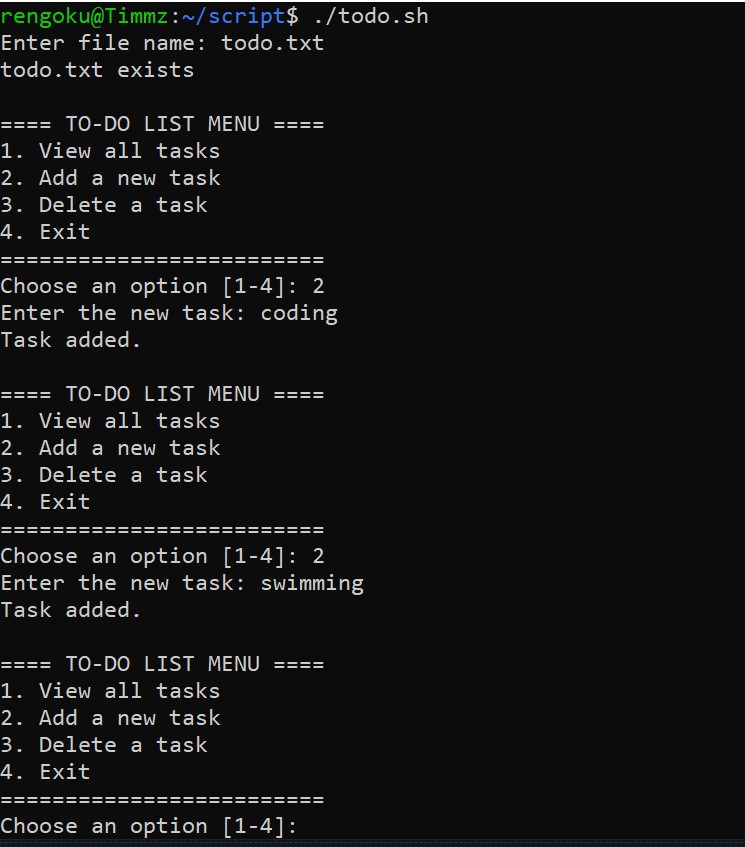 rengoku@Timmz:~/script$ ./todo.sh
Enter file name: todo.txt
todo.txt exists
==== TO-DO LIST MENU ====
1. View all tasks
2. Add a new task
3. Delete a task
4. Exit
=========================
Choose an option [1-4]: 2
Enter the new task: coding
Task added.
==== TO-DO LIST MENU ====
1. View all tasks
2. Add a new task
3. Delete a task
4. Exit
=========================
Choose an option [1-4]: 2
Enter the new task: swimming
Task added.
==== TO-DO LIST MENU ====
1. View all tasks
2. Add a new task
3. Delete a task
4. Exit
=========================
Choose an option [1-4]: